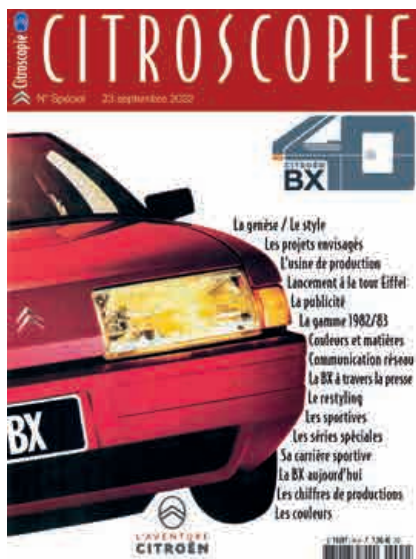 Citroscopie
CITROSCOPIE
N° Spécial 23 septembre 2022
40
CITROËN
BX
La genèse / Le style
Les projets envisagés
L'usine de production
Lancement à la tour Eiffel
La publicité
La gamme 1982/83
Couleurs et matières
Communication réseau
La BX à travers la presse
Le restyling
Les sportives
Les séries spéciales
Sa carrière sportive
La BX aujourd'hui
Les chiffres de productions
Les couleurs
BX
L'AVENTURE
CITROËN